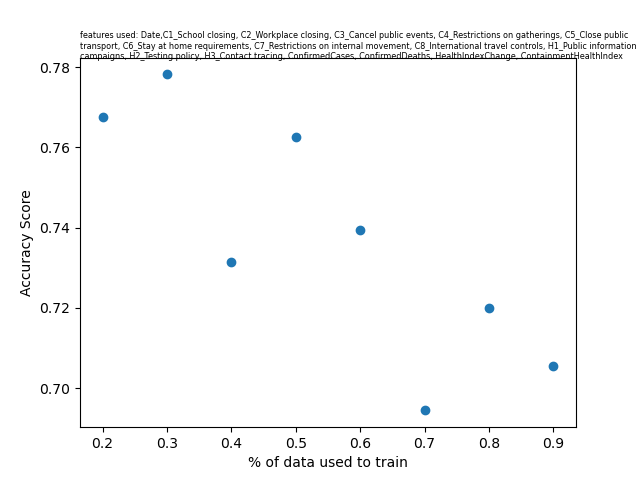 features used: Date,C1_School closing, C2_Workplace closing, C3_Cancel public events, C4_Restrictions on gatherings, C5_Close public
transport, C6_Stay at home requirements, C7_Restrictions on internal movement, C8_International travel controls, H1_Public information
campaigns, H2_Testing policy, H3_Contact tracing, ConfirmedCases, ConfirmedDeaths, HealthIndexChange, ContainmentHealthIndex
0.78
0.76
0.74
0.72
0.70
Accuracy Score
0.2 0.3 0.4 0.5 0.6 0.7 0.8 0.9
% of data used to train